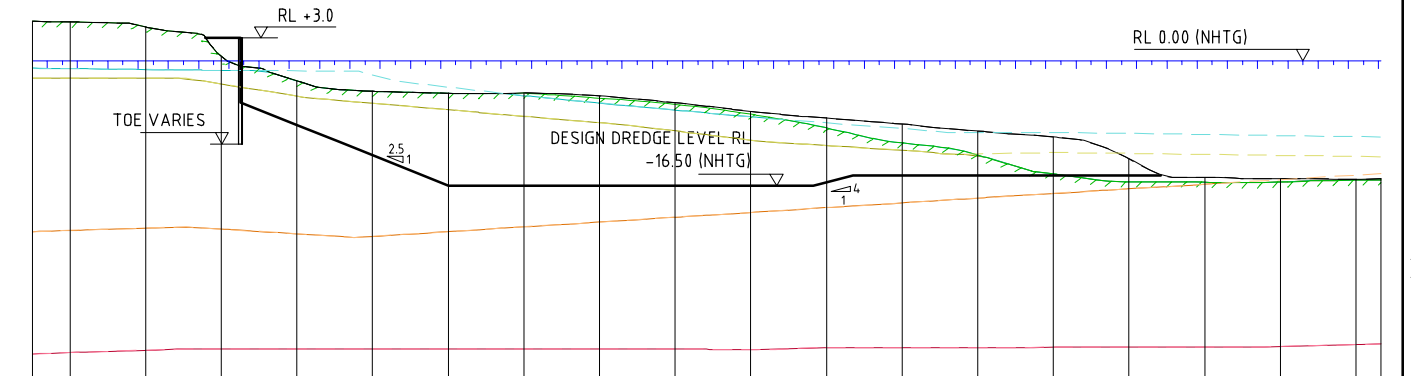 RL +3.0
RL 0.00 (NHTG)
TOE VARIES
DESIGN DREDGE LEVEL RL
-16.50 (NHTG)
2.5
1
4
1